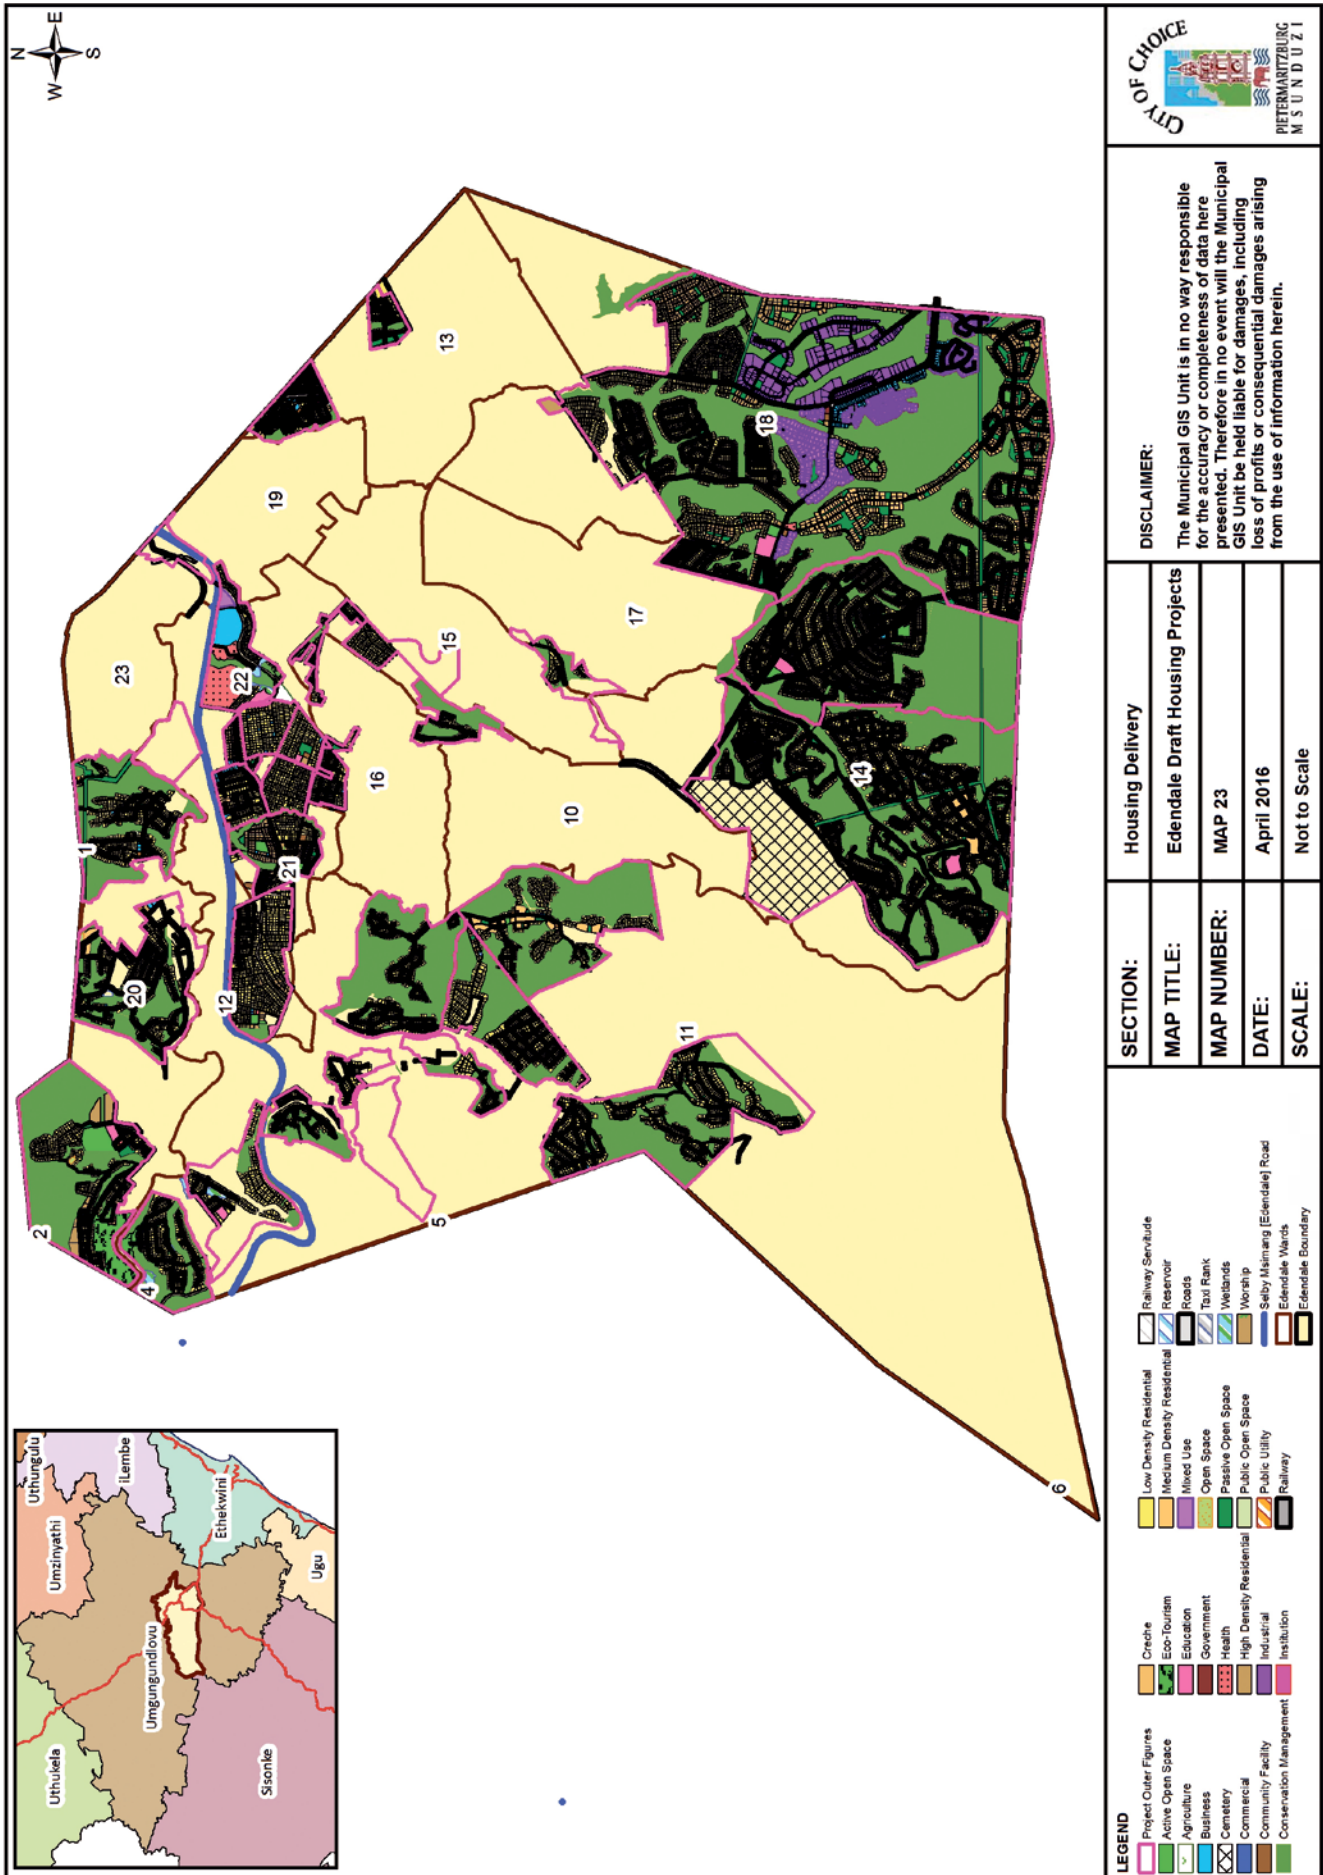 N
E
S
W
Uthungulu
Umzinyathi
iLembe
Uthukela
Umgungundlovu
Ethekwini
Ugu
Sisonke
2
4
20
1
23
12
21
22
19
13
5
16
15
11
10
17
14
18
6
LEGEND
Project Outer Figures
Active Open Space
Agriculture
Business
Cemetery
Commercial
Community Facility
Conservation Management
Creche
Eco-Tourism
Education
Government
Health
High Density Residential
Industrial
Institution
Low Density Residential
Medium Density Residential
Mixed Use
Open Space
Passive Open Space
Public Open Space
Public Utility
Railway
Railway Servitude
Reservoir
Roads
Taxi Rank
Wetlands
Worship
Selby Msimang [Edendale] Road
Edendale Wards
Edendale Boundary
SECTION:
Housing Delivery
MAP TITLE:
Edendale Draft Housing Projects
MAP NUMBER:
MAP 23
DATE:
April 2016
SCALE:
Not to Scale
DISCLAIMER:
The Municipal GIS Unit is in no way responsible
for the accuracy or completeness of data here
presented. Therefore in no event will the Municipal
GIS Unit be held liable for damages, including
loss of profits or consequential damages arising
from the use of information herein.
CITY OF CHOICE
PIETERMARITZBURG
MSUNDUZI